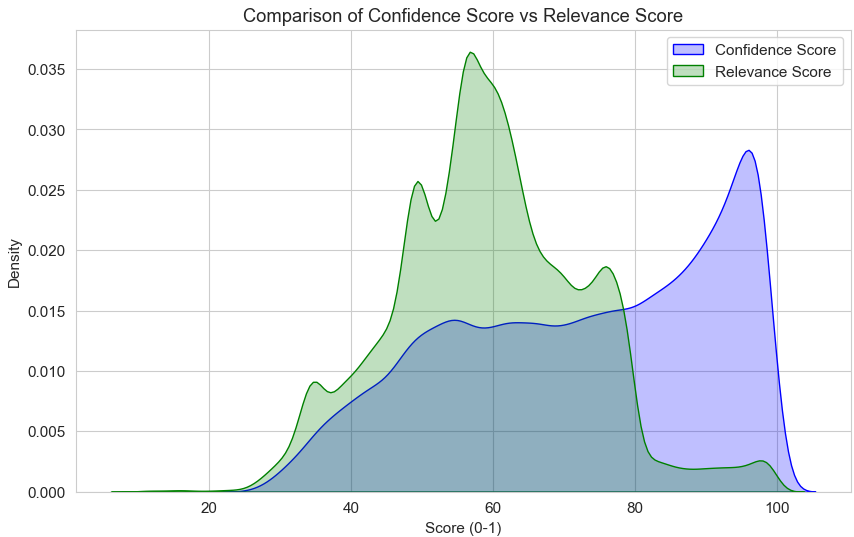 Comparison of Confidence Score vs Relevance Score
Confidence Score
Relevance Score
0.035
0.030
0.025
0.020
0.015
0.010
0.005
0.000
Density
20 40 60 80 100
Score (0-1)